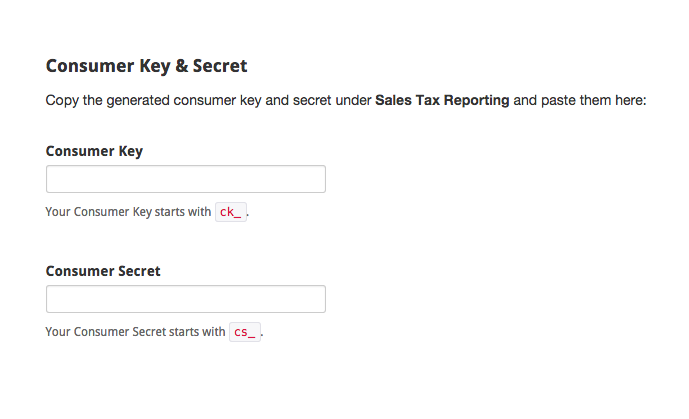 Consumer Key & Secret
Copy the generated consumer key and secret under Sales Tax Reporting and paste them here:
Consumer Key
Your Consumer Key starts with ck_.
Consumer Secret
Your Consumer Secret starts with cs_.